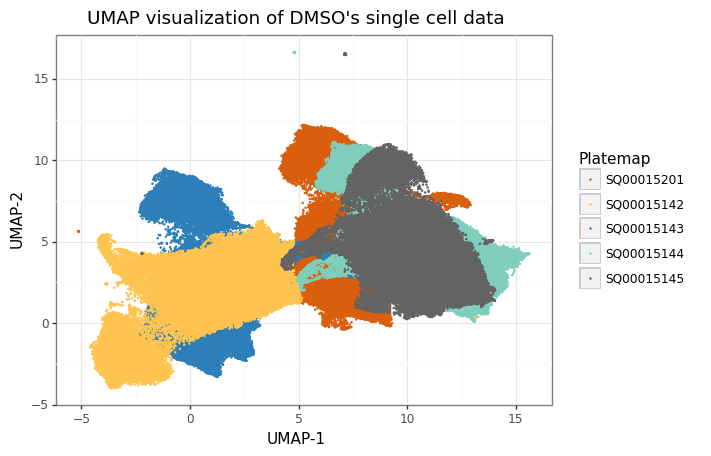 UMAP visualization of DMSO's single cell data
15
10
5
0
−5
−5
0
5
10
15
UMAP-1
UMAP-2
Platemap
SQ00015201
SQ00015142
SQ00015143
SQ00015144
SQ00015145